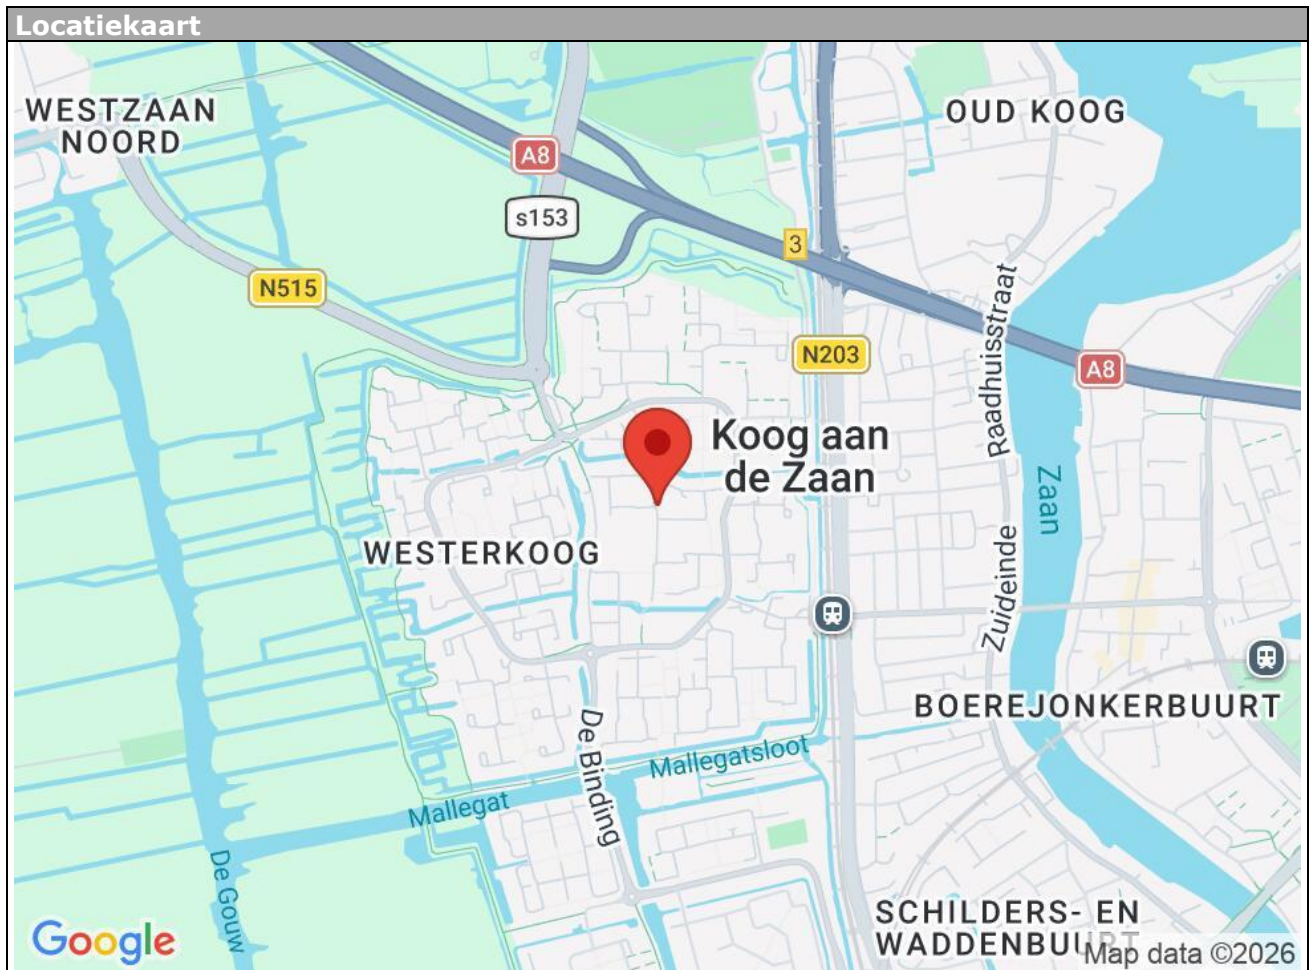 Locatiekaart
WESTZAAN
NOORD
OUD KOOG
A8
s153
3
N515
Raadhuisstraat
N203
A8
Koog aan
de Zaan
Zaan
WESTERKOOG
Zuideinde
BOEREJONKERBUURT
De Binding
Mallegatsloot
Mallegat
De Gouw
SCHILDERS- EN
WADDENBUURT
Google
Map data ©2026